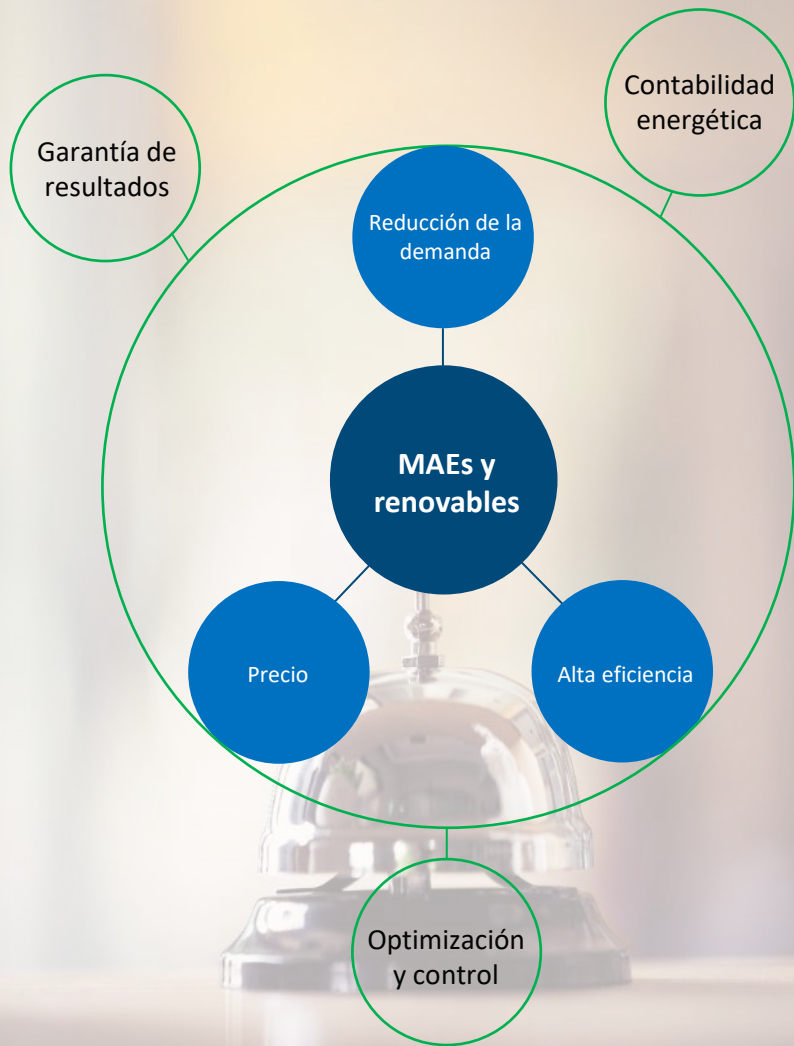 Contabilidad
energética
Garantía de
resultados
Reducción de la
demanda
MAEs y
renovables
Precio
Alta eficiencia
Optimización
y control